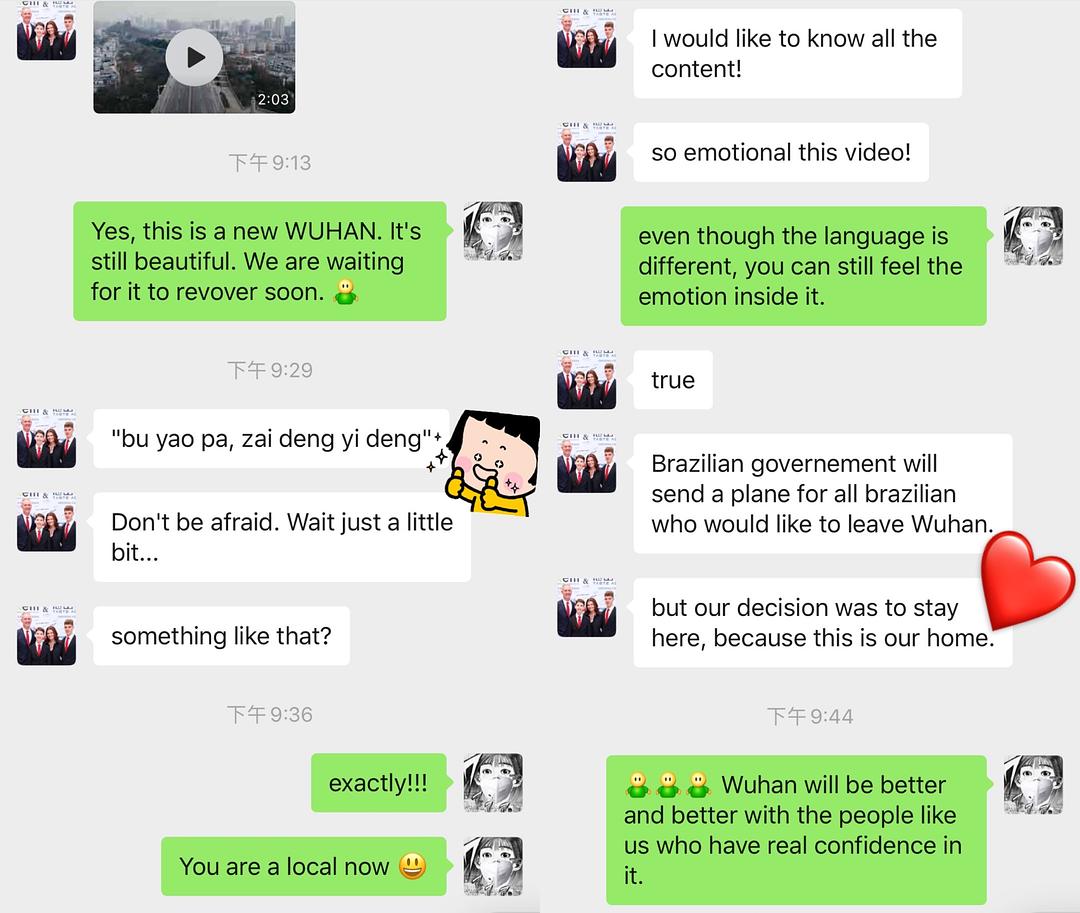 2:03
下午 9:13
Yes, this is a new WUHAN. It's
still beautiful. We are waiting
for it to revover soon.
下午 9:29
"bu yao pa, zai deng yi deng"
Don't be afraid. Wait just a little
bit...
something like that?
下午 9:36
exactly!!!
You are a local now 😃
I would like to know all the
content!
so emotional this video!
even though the language is
different, you can still feel the
emotion inside it.
true
Brazilian governement will
send a plane for all brazilian
who would like to leave Wuhan.
but our decision was to stay
here, because this is our home.
下午 9:44
Wuhan will be better
and better with the people like
us who have real confidence in
it.